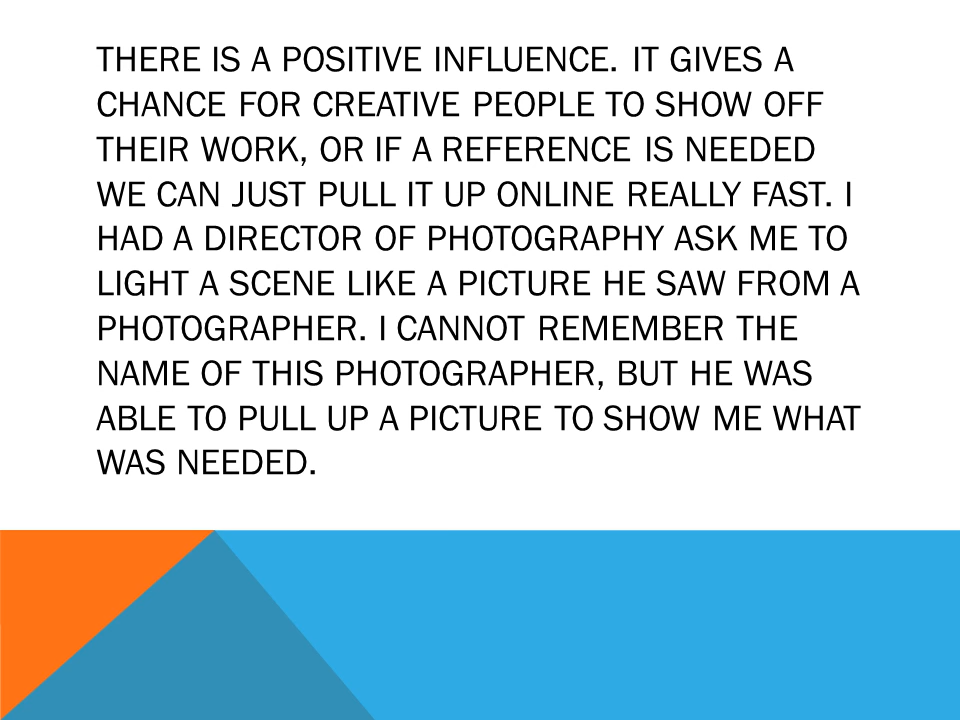 THERE IS A POSITIVE INFLUENCE. IT GIVES A
CHANCE FOR CREATIVE PEOPLE TO SHOW OFF
THEIR WORK, OR IF A REFERENCE IS NEEDED
WE CAN JUST PULL IT UP ONLINE REALLY FAST. I
HAD A DIRECTOR OF PHOTOGRAPHY ASK ME TO
LIGHT A SCENE LIKE A PICTURE HE SAW FROM A
PHOTOGRAPHER. I CANNOT REMEMBER THE
NAME OF THIS PHOTOGRAPHER, BUT HE WAS
ABLE TO PULL UP A PICTURE TO SHOW ME WHAT
WAS NEEDED.